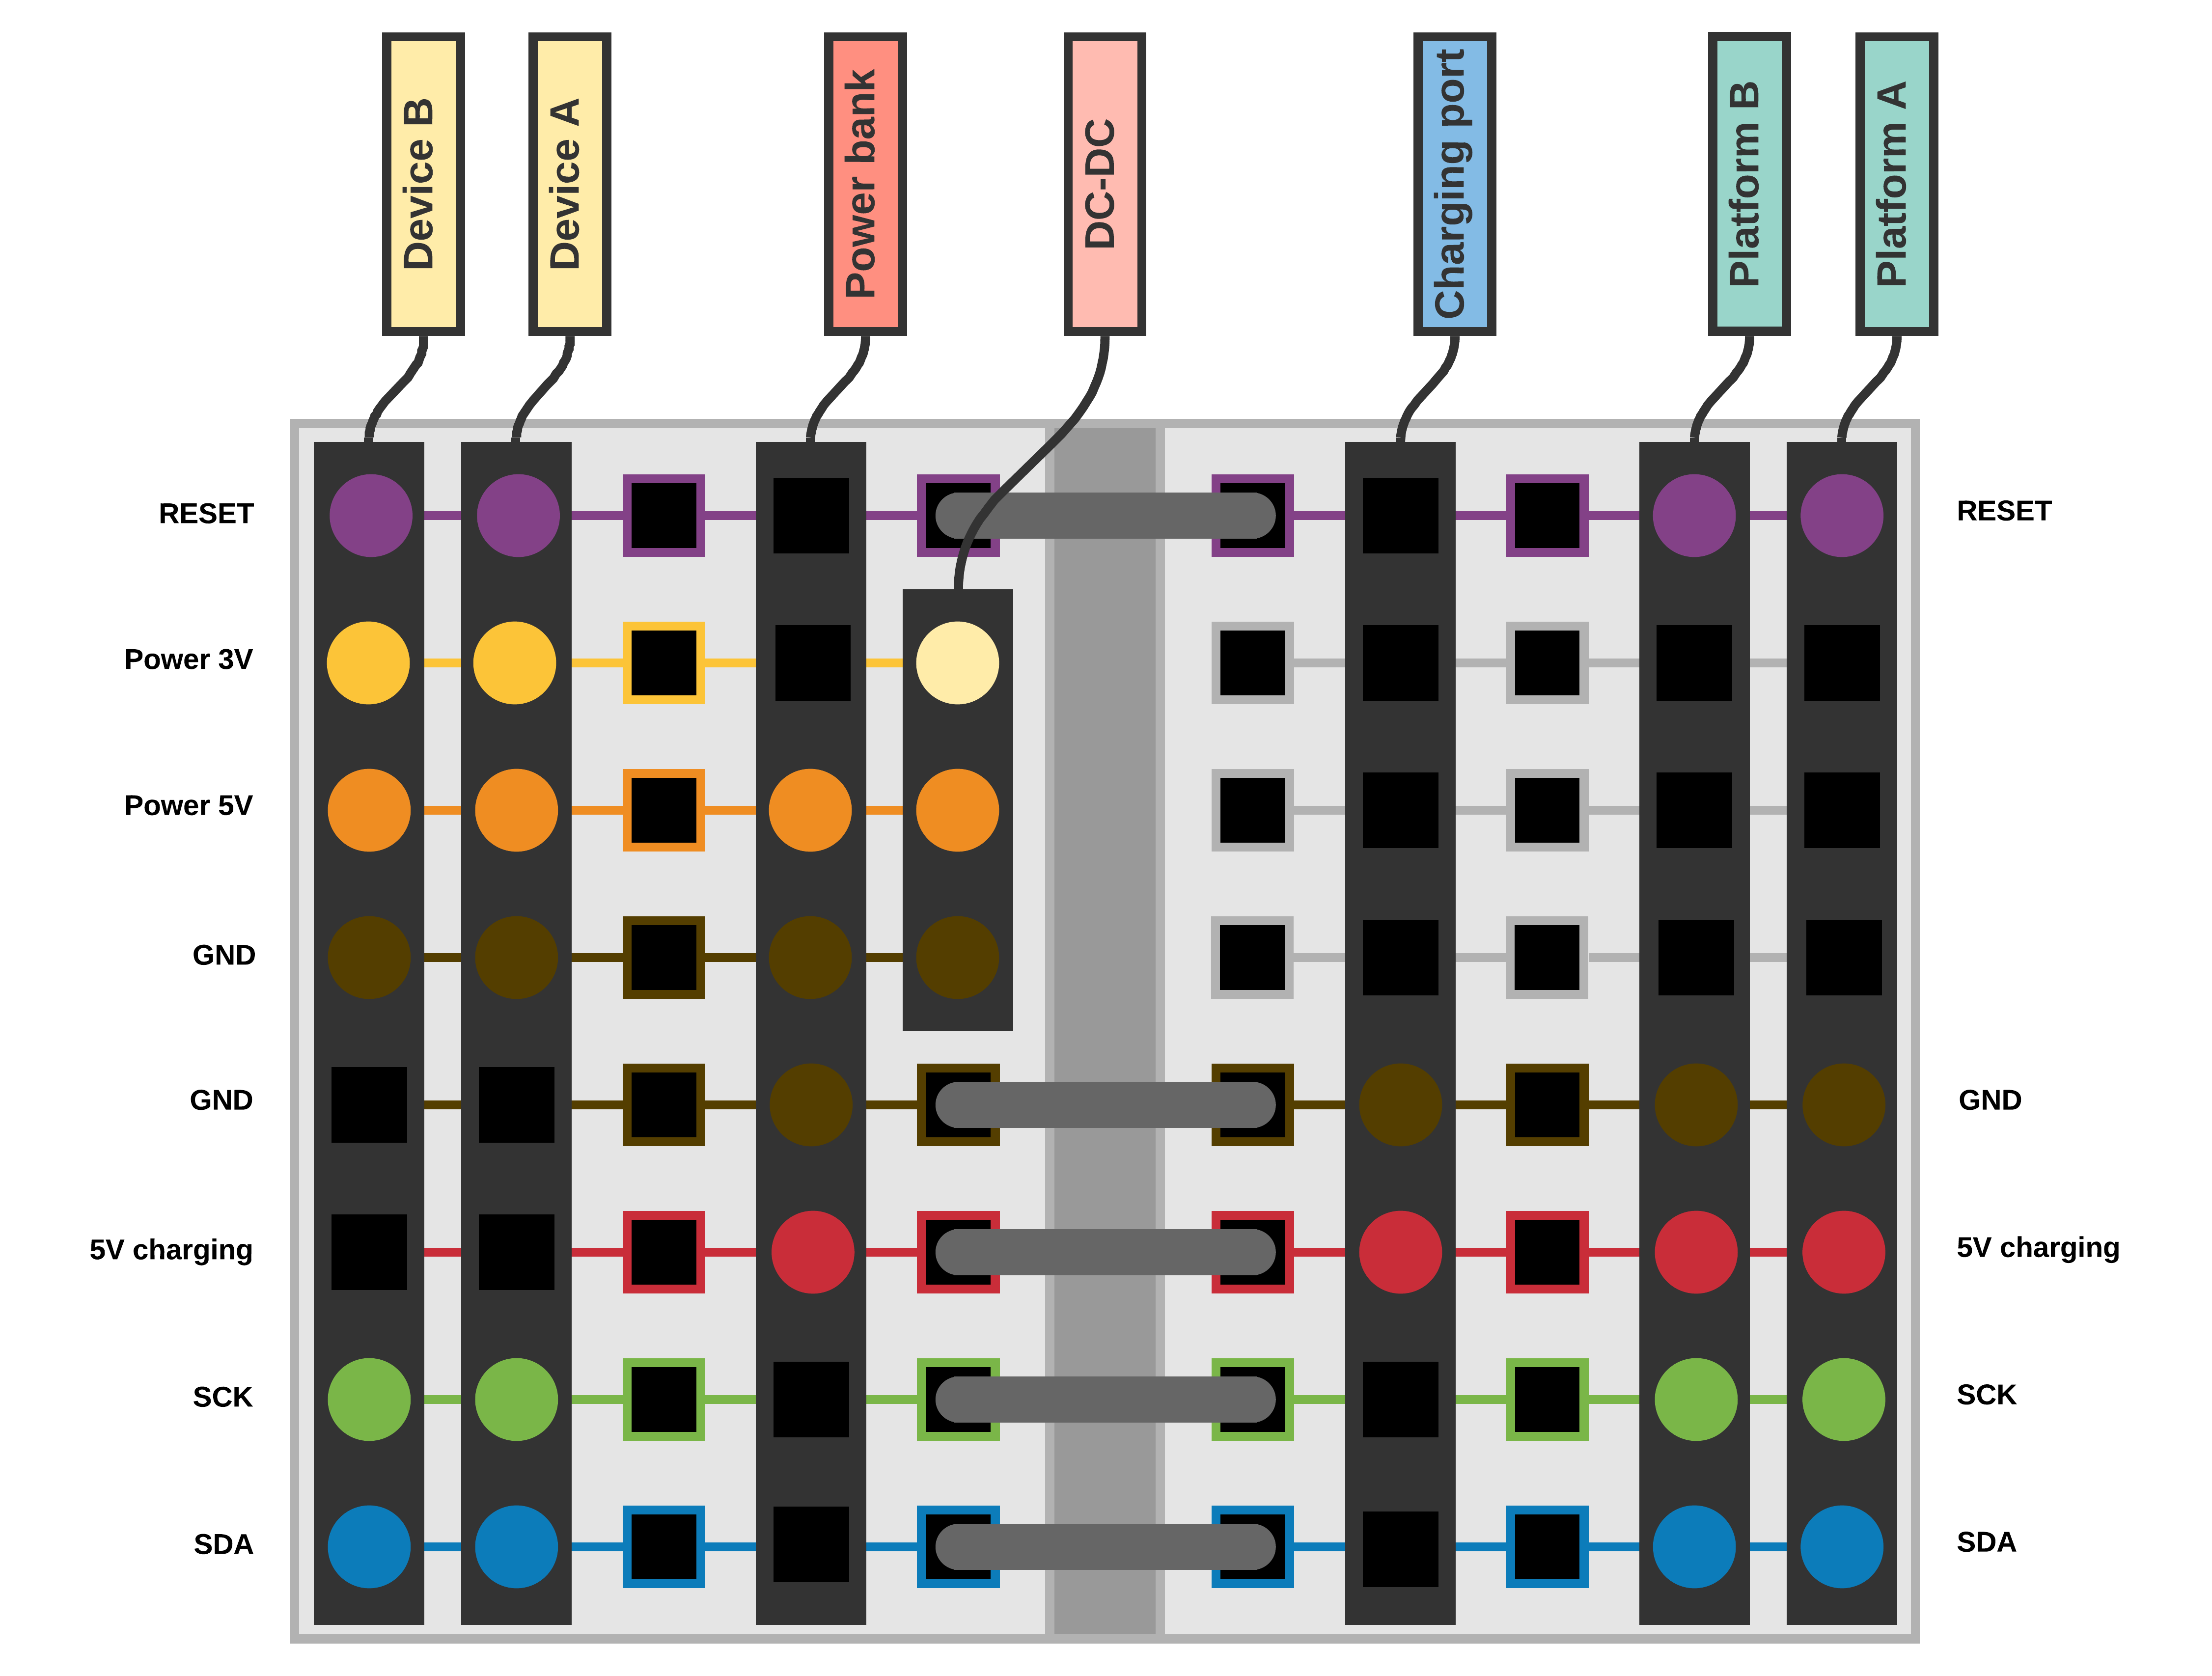 Device B
Device A
Power bank
DC-DC
Charging port
Platform B
Platform A
RESET
RESET
Power 3V
Power 5V
GND
GND
GND
5V charging
5V charging
SCK
SCK
SDA
SDA